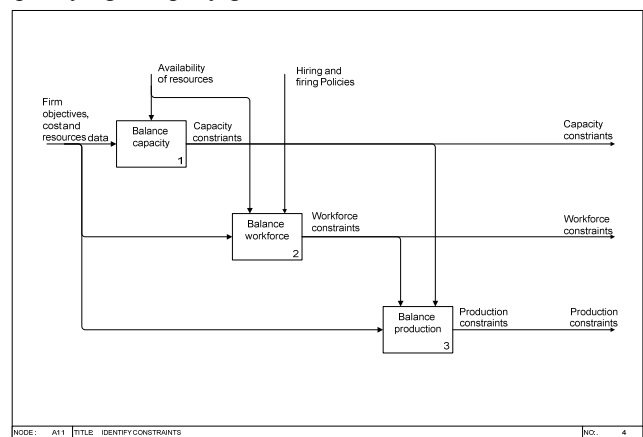 Availability
of resources
Hiring and
firing Policies
Firm
objectives,
cost and
resources data
Balance
capacity
1
Capacity
constriants
Capacity
constriants
Balance
workforce
2
Workforce
constraints
Workforce
constraints
Balance
production
3
Production
constraints
Production
constraints
NODE: A11 TITLE: IDENTIFY CONSTRAINTS NO:. 4